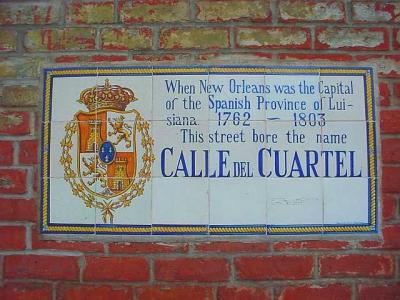 When New Orleans was the Capital
of the Spanish Province of Lui-
siana. 1762 — 1803
This street bore the name
CALLE DEL CUARTEL